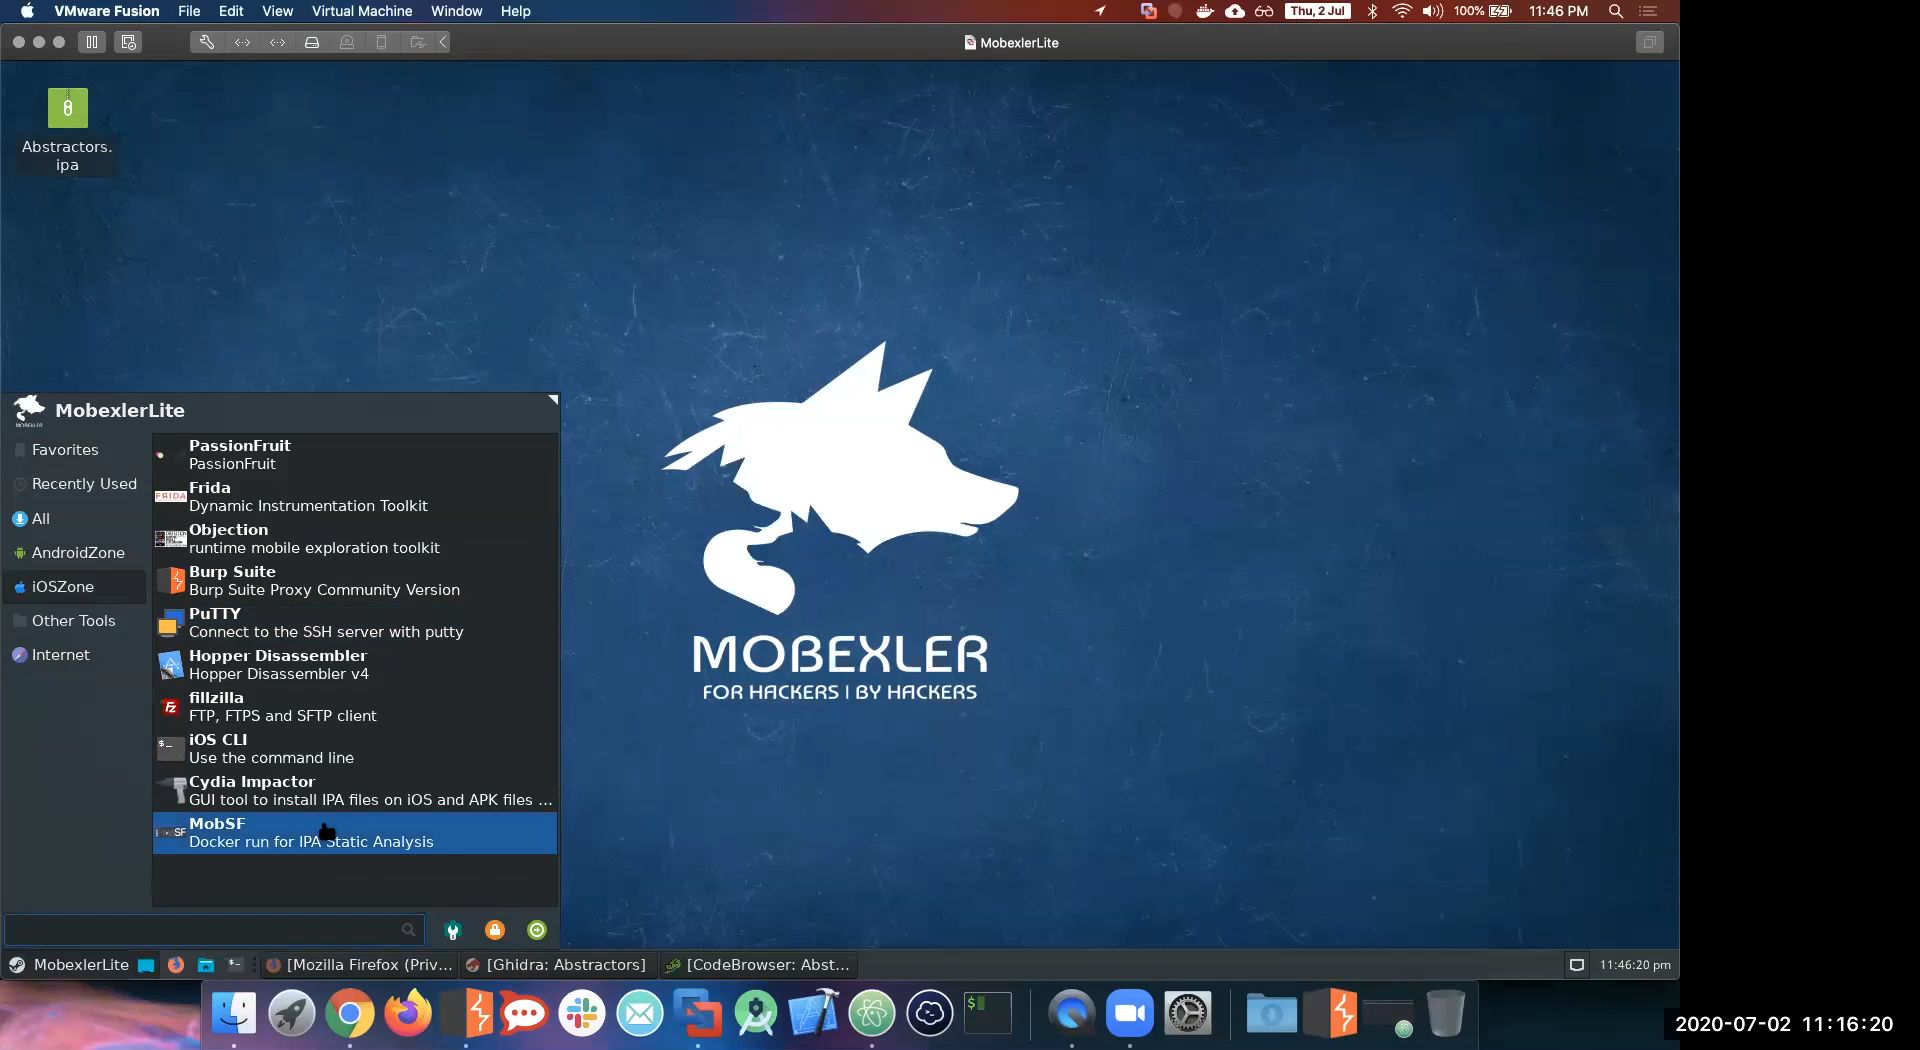 VMware Fusion File Edit View Virtual Machine Window Help
Thu, 2 Jul 100% 11:46 PM
MobexlerLite
Abstractors.
ipa
MobexlerLite
Favorites
Recently Used
All
AndroidZone
iOSZone
Other Tools
Internet
PassionFruit
PassionFruit
FRIDA
Frida
Dynamic Instrumentation Toolkit
Objection
runtime mobile exploration toolkit
Burp Suite
Burp Suite Proxy Community Version
PuTTY
Connect to the SSH server with putty
Hopper Disassembler
Hopper Disassembler v4
Fz
fillzilla
FTP, FTPS and SFTP client
$_
iOS CLI
Use the command line
Cydia Impactor
GUI tool to install IPA files on iOS and APK files ...
SF
MobSF
Docker run for IPA Static Analysis
MOBEXLER
FOR HACKERS | BY HACKERS
MobexlerLite [Mozilla Firefox (Priv... [Ghidra: Abstractors] [CodeBrowser: Abst... 11:46:20 pm
$
2020-07-02 11:16:20